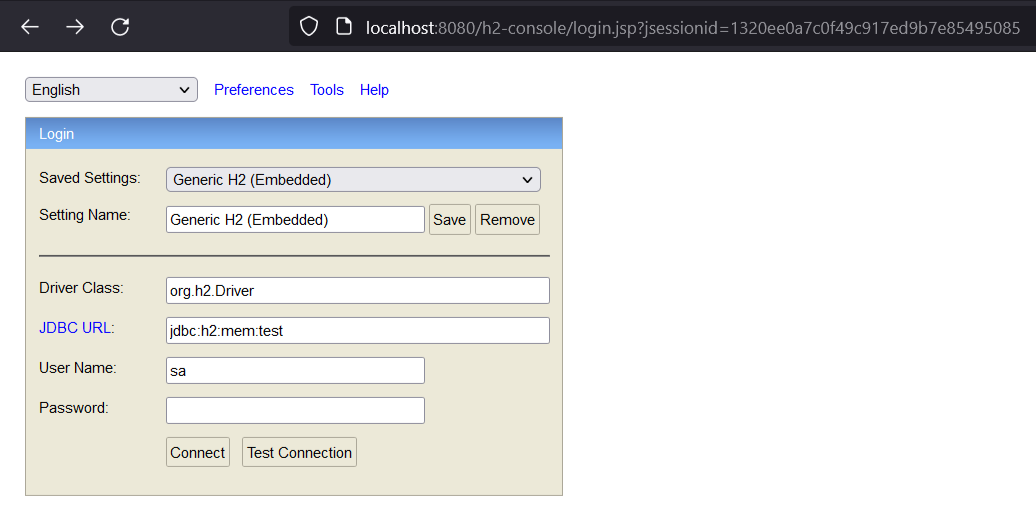 localhost:8080/h2-console/login.jsp?jsessionid=1320ee0a7c0f49c917ed9b7e85495085
English Preferences Tools Help
Login
Saved Settings: Generic H2 (Embedded)
Setting Name: Generic H2 (Embedded) Save Remove
Driver Class: org.h2.Driver
JDBC URL: jdbc:h2:mem:test
User Name: sa
Password:
Connect Test Connection